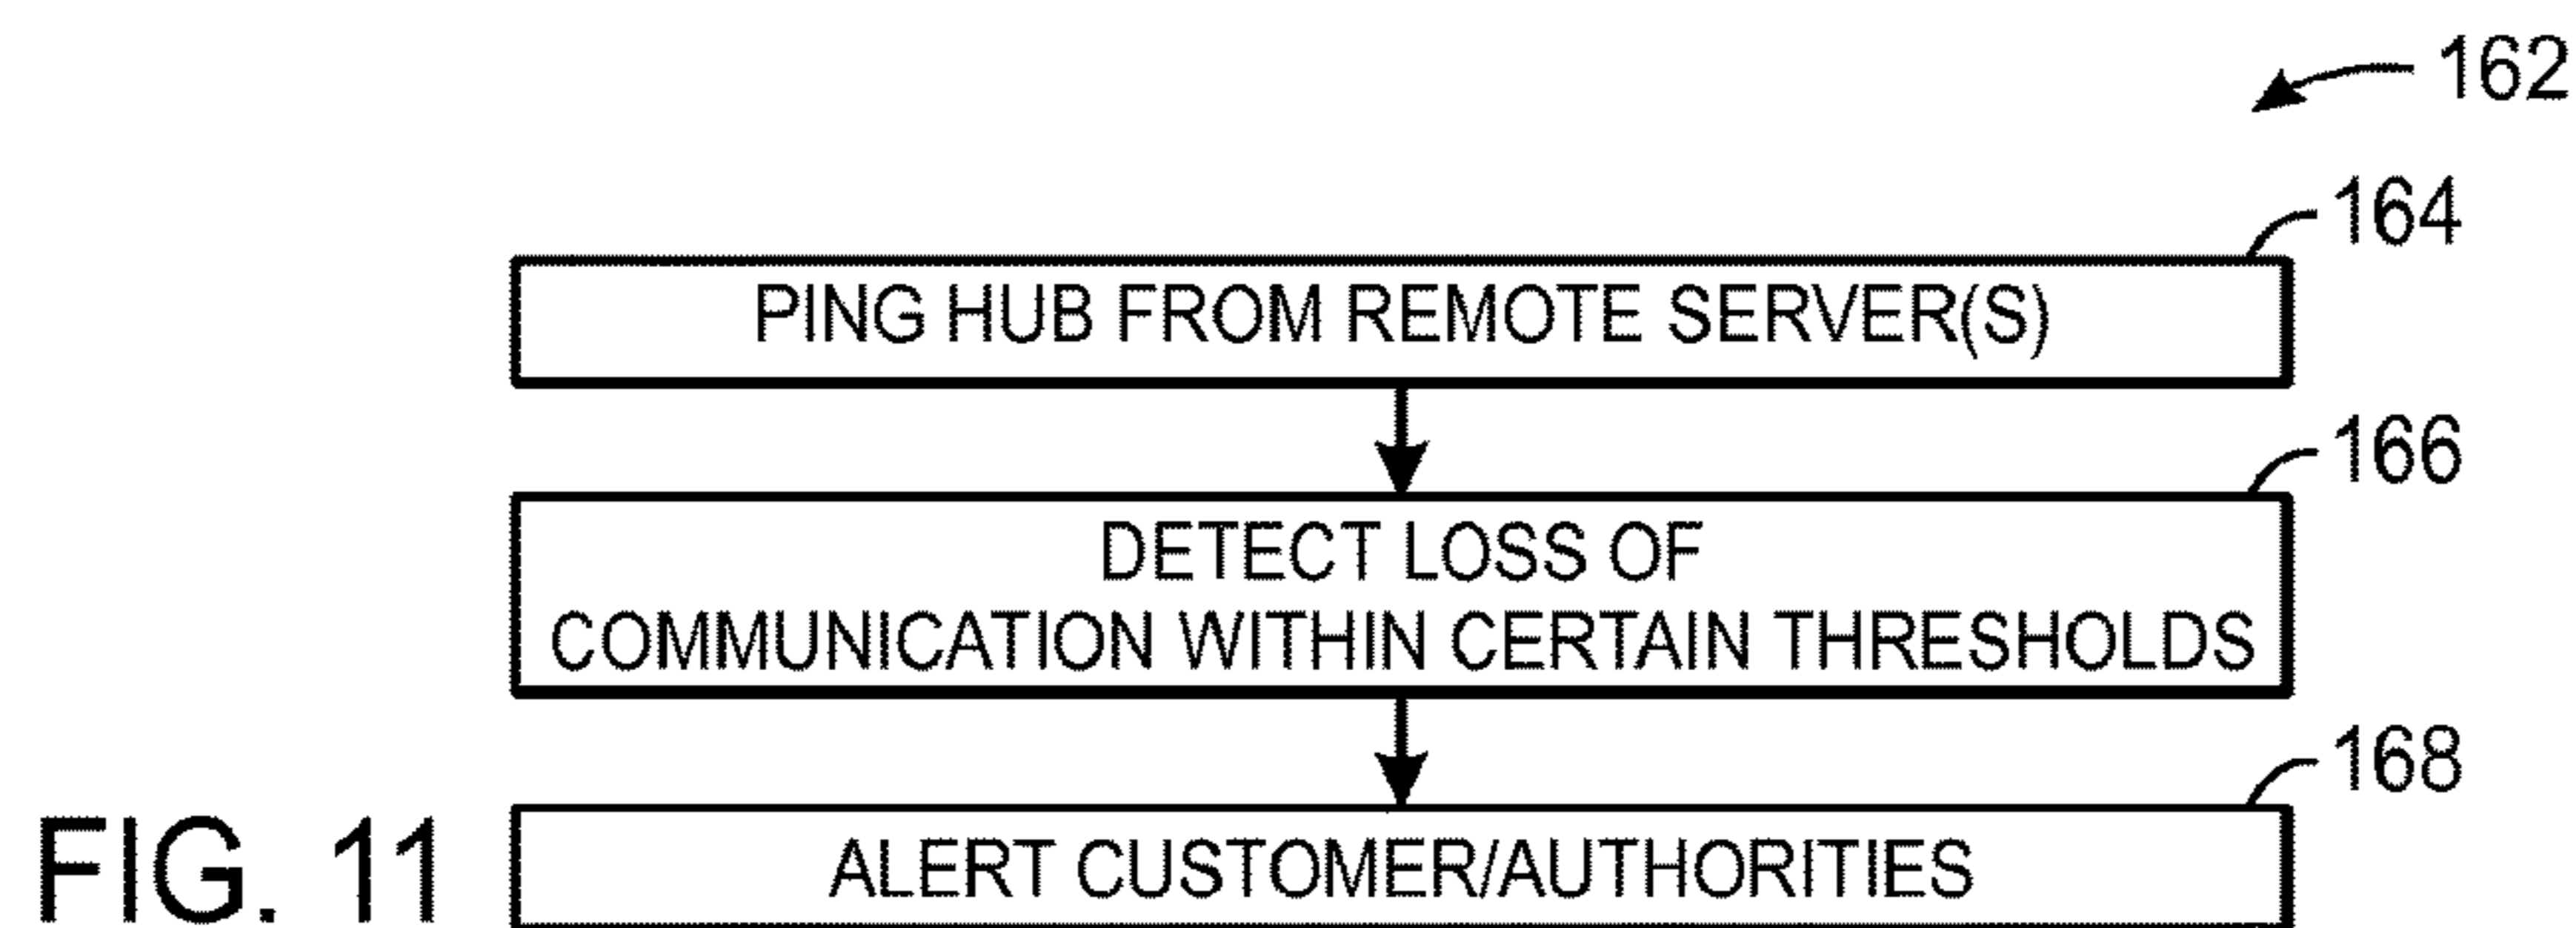 162
164
PING HUB FROM REMOTE SERVER(S)
166
DETECT LOSS OF
COMMUNICATION WITHIN CERTAIN THRESHOLDS
168
ALERT CUSTOMER/AUTHORITIES
FIG. 11